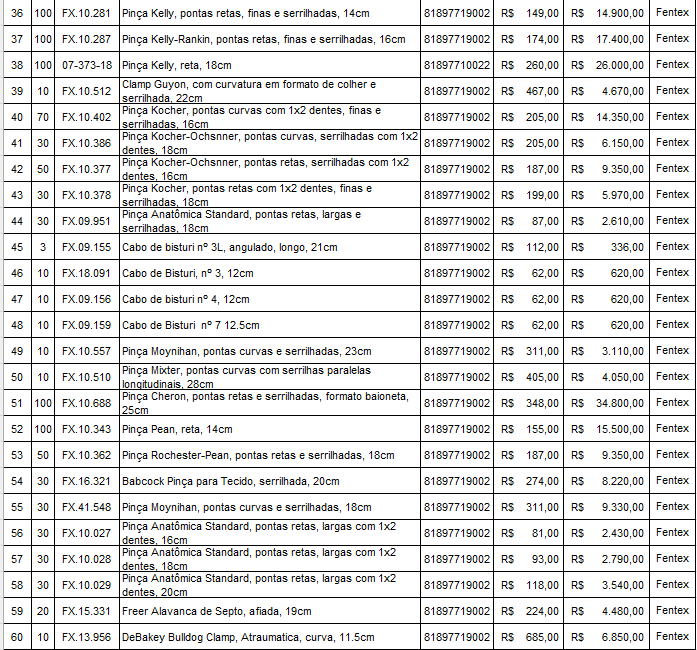 36 100 FX.10.281 Pinça Kelly, pontas retas, finas e serrilhadas, 14cm 81897719002 R$ 149,00 R$ 14.900,00 Fentex
37 100 FX.10.287 Pinça Kelly-Rankin, pontas retas, finas e serrilhadas, 16cm 81897719002 R$ 174,00 R$ 17.400,00 Fentex
38 100 07-373-18 Pinça Kelly, reta, 18cm 81897710022 R$ 260,00 R$ 26.000,00 Fentex
39 10 FX.10.512 Clamp Guyon, com curvatura em formato de colher e
serrilhada, 22cm 81897719002 R$ 467,00 R$ 4.670,00 Fentex
40 70 FX.10.402 Pinça Kocher, pontas curvas com 1x2 dentes, finas e
serrilhadas, 16cm 81897719002 R$ 205,00 R$ 14.350,00 Fentex
41 30 FX.10.386 Pinça Kocher-Ochsnner, pontas curvas, serrilhadas com 1x2
dentes, 18cm 81897719002 R$ 205,00 R$ 6.150,00 Fentex
42 50 FX.10.377 Pinça Kocher-Ochsnner, pontas retas, serrilhadas com 1x2
dentes, 16cm 81897719002 R$ 187,00 R$ 9.350,00 Fentex
43 30 FX.10.378 Pinça Kocher, pontas retas com 1x2 dentes, finas e
serrilhadas, 18cm 81897719002 R$ 199,00 R$ 5.970,00 Fentex
44 30 FX.09.951 Pinça Anatômica Standard, pontas retas, largas e
serrilhadas, 18cm 81897719002 R$ 87,00 R$ 2.610,00 Fentex
45 3 FX.09.155 Cabo de bisturi nº 3L, angulado, longo, 21cm 81897719002 R$ 112,00 R$ 336,00 Fentex
46 10 FX.18.091 Cabo de Bisturi, nº 3, 12cm 81897719002 R$ 62,00 R$ 620,00 Fentex
47 10 FX.09.156 Cabo de bisturi nº 4, 12cm 81897719002 R$ 62,00 R$ 620,00 Fentex
48 10 FX.09.159 Cabo de Bisturi nº 7 12.5cm 81897719002 R$ 62,00 R$ 620,00 Fentex
49 10 FX.10.557 Pinça Moynihan, pontas curvas e serrilhadas, 23cm 81897719002 R$ 311,00 R$ 3.110,00 Fentex
50 10 FX.10.510 Pinça Mixter, pontas curvas com serrilhas paralelas
longitudinais, 28cm 81897719002 R$ 405,00 R$ 4.050,00 Fentex
51 100 FX.10.688 Pinça Cheron, pontas retas e serrilhadas, formato baioneta,
25cm 81897719002 R$ 348,00 R$ 34.800,00 Fentex
52 100 FX.10.343 Pinça Pean, reta, 14cm 81897719002 R$ 155,00 R$ 15.500,00 Fentex
53 50 FX.10.362 Pinça Rochester-Pean, pontas retas e serrilhadas, 18cm 81897719002 R$ 187,00 R$ 9.350,00 Fentex
54 30 FX.16.321 Babcock Pinça para Tecido, serrilhada, 20cm 81897719002 R$ 274,00 R$ 8.220,00 Fentex
55 30 FX.41.548 Pinça Moynihan, pontas curvas e serrilhadas, 18cm 81897719002 R$ 311,00 R$ 9.330,00 Fentex
56 30 FX.10.027 Pinça Anatômica Standard, pontas retas, largas com 1x2
dentes, 16cm 81897719002 R$ 81,00 R$ 2.430,00 Fentex
57 30 FX.10.028 Pinça Anatômica Standard, pontas retas, largas com 1x2
dentes, 18cm 81897719002 R$ 93,00 R$ 2.790,00 Fentex
58 30 FX.10.029 Pinça Anatômica Standard, pontas retas, largas com 1x2
dentes, 20cm 81897719002 R$ 118,00 R$ 3.540,00 Fentex
59 20 FX.15.331 Freer Alavanca de Septo, afiada, 19cm 81897719002 R$ 224,00 R$ 4.480,00 Fentex
60 10 FX.13.956 DeBakey Bulldog Clamp, Atraumatica, curva, 11.5cm 81897719002 R$ 685,00 R$ 6.850,00 Fentex